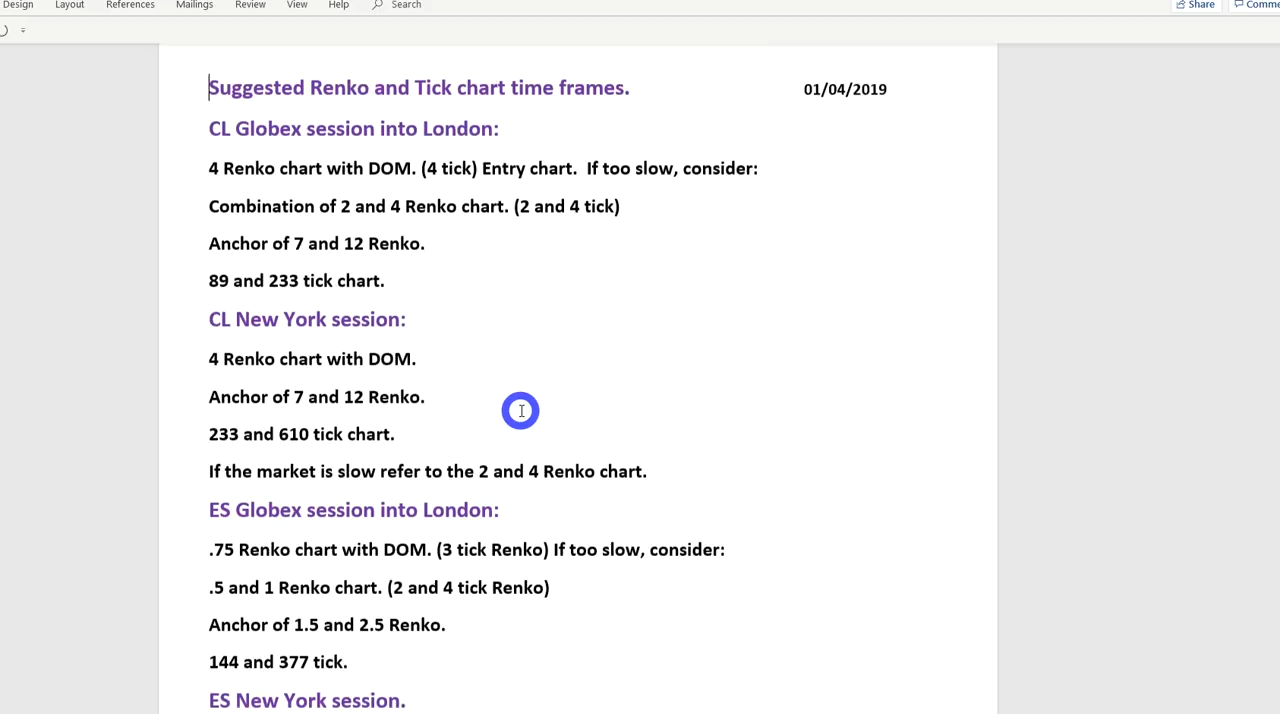 Design Layout References Mailings Review View Help Search Share Comme
Suggested Renko and Tick chart time frames. 01/04/2019
CL Globex session into London:
4 Renko chart with DOM. (4 tick) Entry chart. If too slow, consider:
Combination of 2 and 4 Renko chart. (2 and 4 tick)
Anchor of 7 and 12 Renko.
89 and 233 tick chart.
CL New York session:
4 Renko chart with DOM.
Anchor of 7 and 12 Renko.
233 and 610 tick chart.
If the market is slow refer to the 2 and 4 Renko chart.
ES Globex session into London:
.75 Renko chart with DOM. (3 tick Renko) If too slow, consider:
.5 and 1 Renko chart. (2 and 4 tick Renko)
Anchor of 1.5 and 2.5 Renko.
144 and 377 tick.
ES New York session.